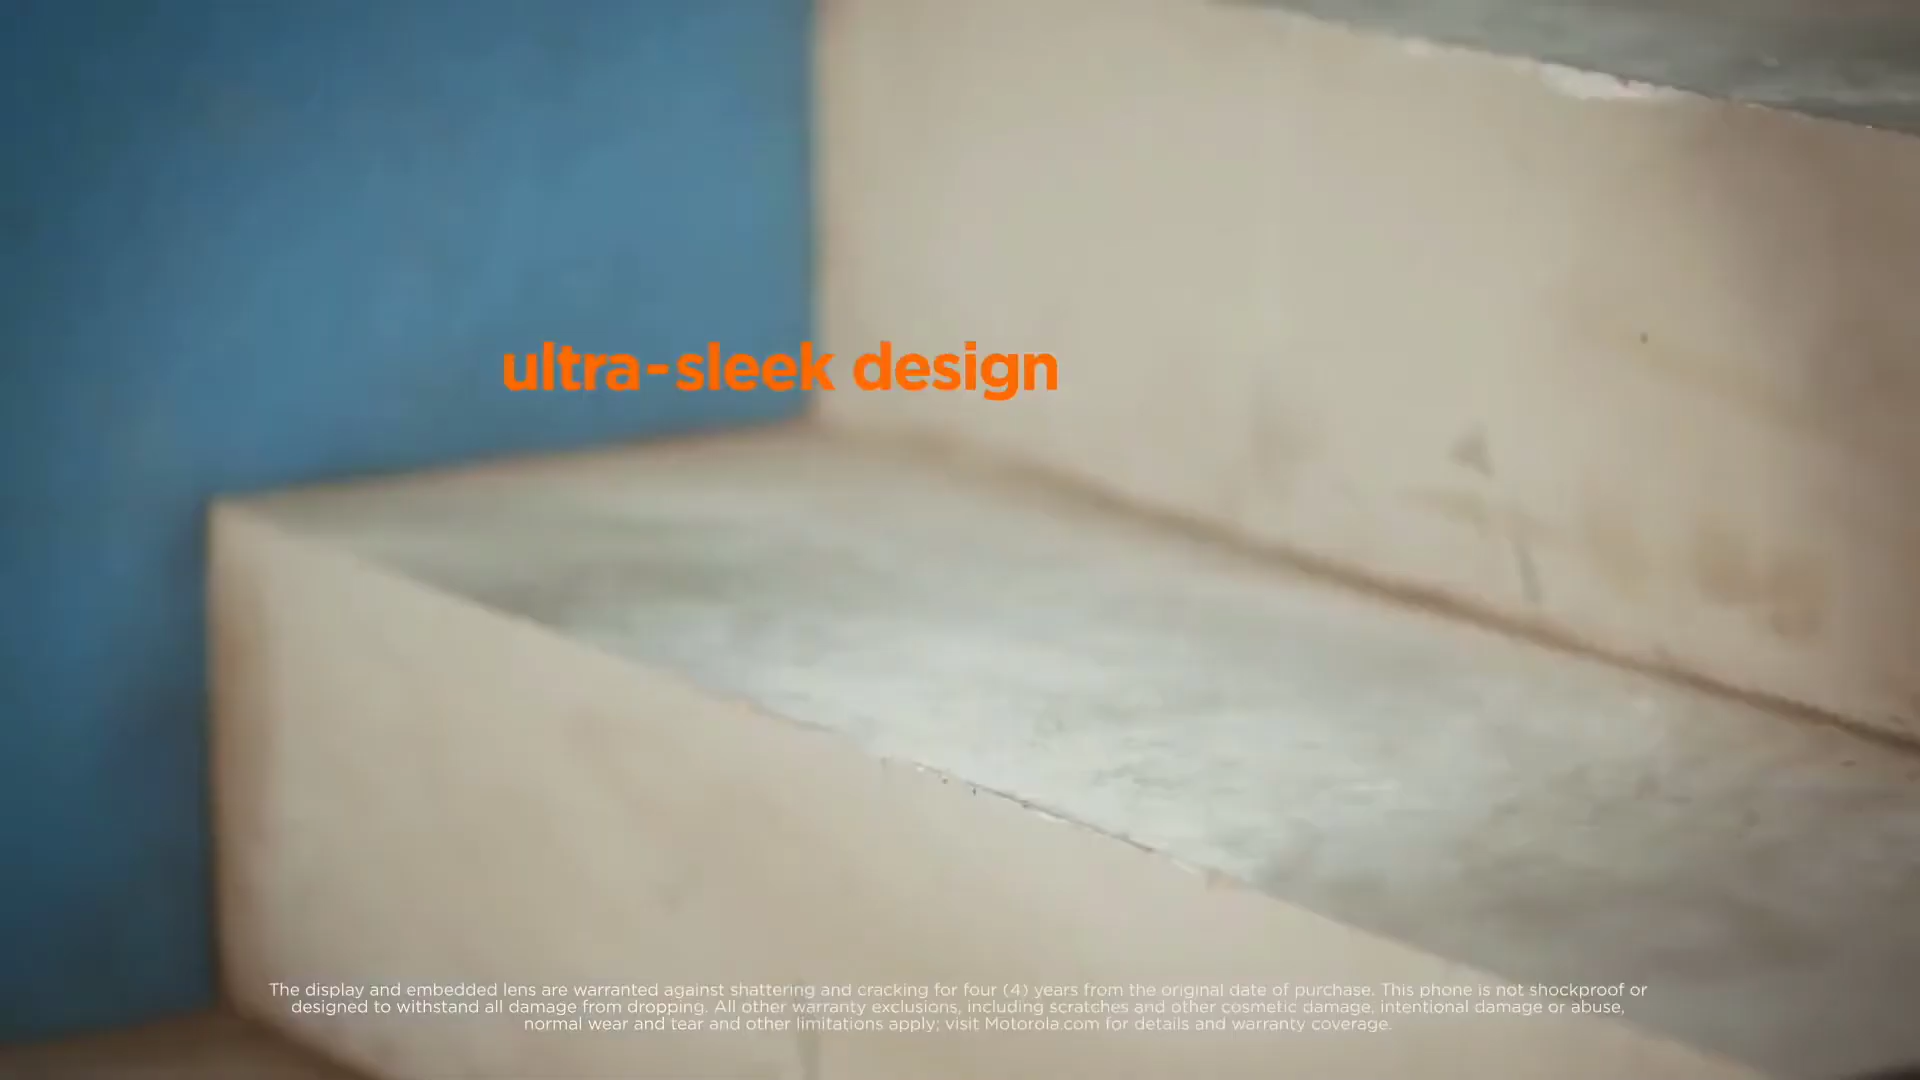 ultra-sleek design
The display and embedded lens are warranted against shattering and cracking for four (4) years from the original date of purchase. This phone is not shockproof or
designed to withstand all damage from dropping. All other warranty exclusions, including scratches and other cosmetic damage, intentional damage or abuse,
normal wear and tear and other limitations apply; visit Motorola.com for details and warranty coverage.